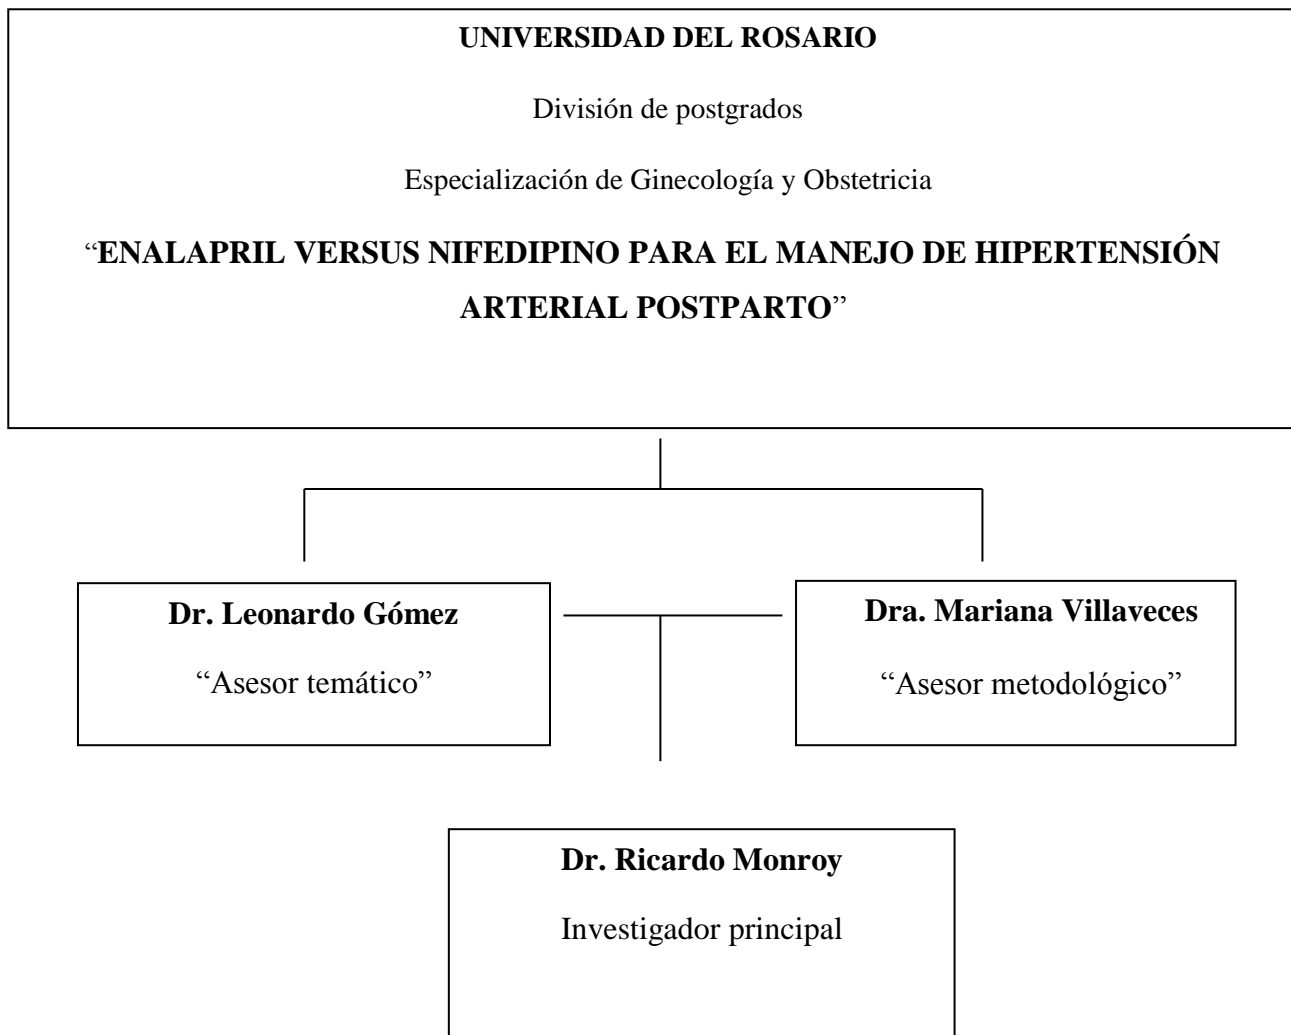 UNIVERSIDAD DEL ROSARIO
División de postgrados
Especialización de Ginecología y Obstetricia
“ENALAPRIL VERSUS NIFEDIPINO PARA EL MANEJO DE HIPERTENSIÓN
ARTERIAL POSTPARTO”
Dr. Leonardo Gómez
“Asesor temático”
Dra. Mariana Villaveces
“Asesor metodológico”
Dr. Ricardo Monroy
Investigador principal